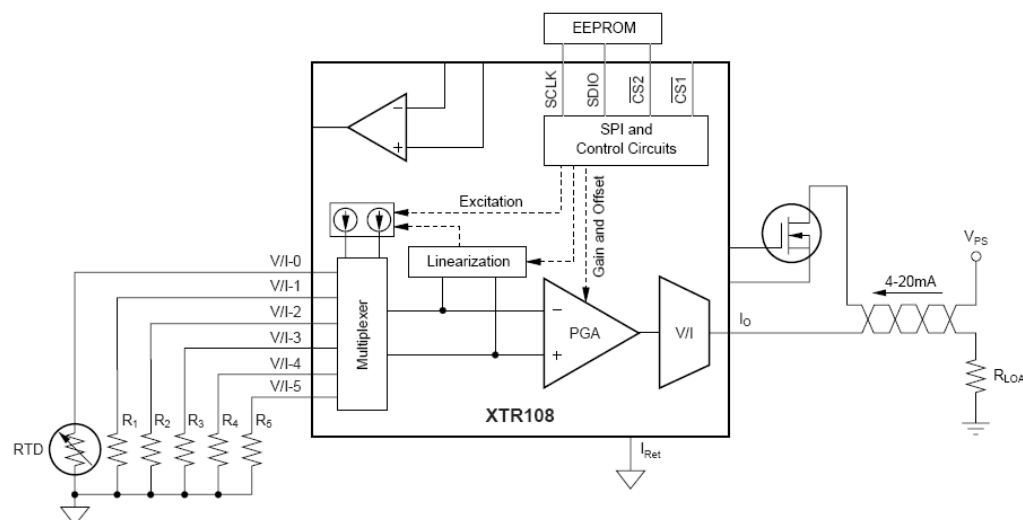 EEPROM
SCLK
SDIO
CS2
CS1
SPI and
Control Circuits
Excitation
Gain and Offset
Linearization
V/I-0
V/I-1
V/I-2
V/I-3
V/I-4
V/I-5
Multiplexer
PGA
V/I
XTR108
RTD
R1
R2
R3
R4
R5
IRet
IO
4-20mA
VPS
RLOA
−
+
−
+